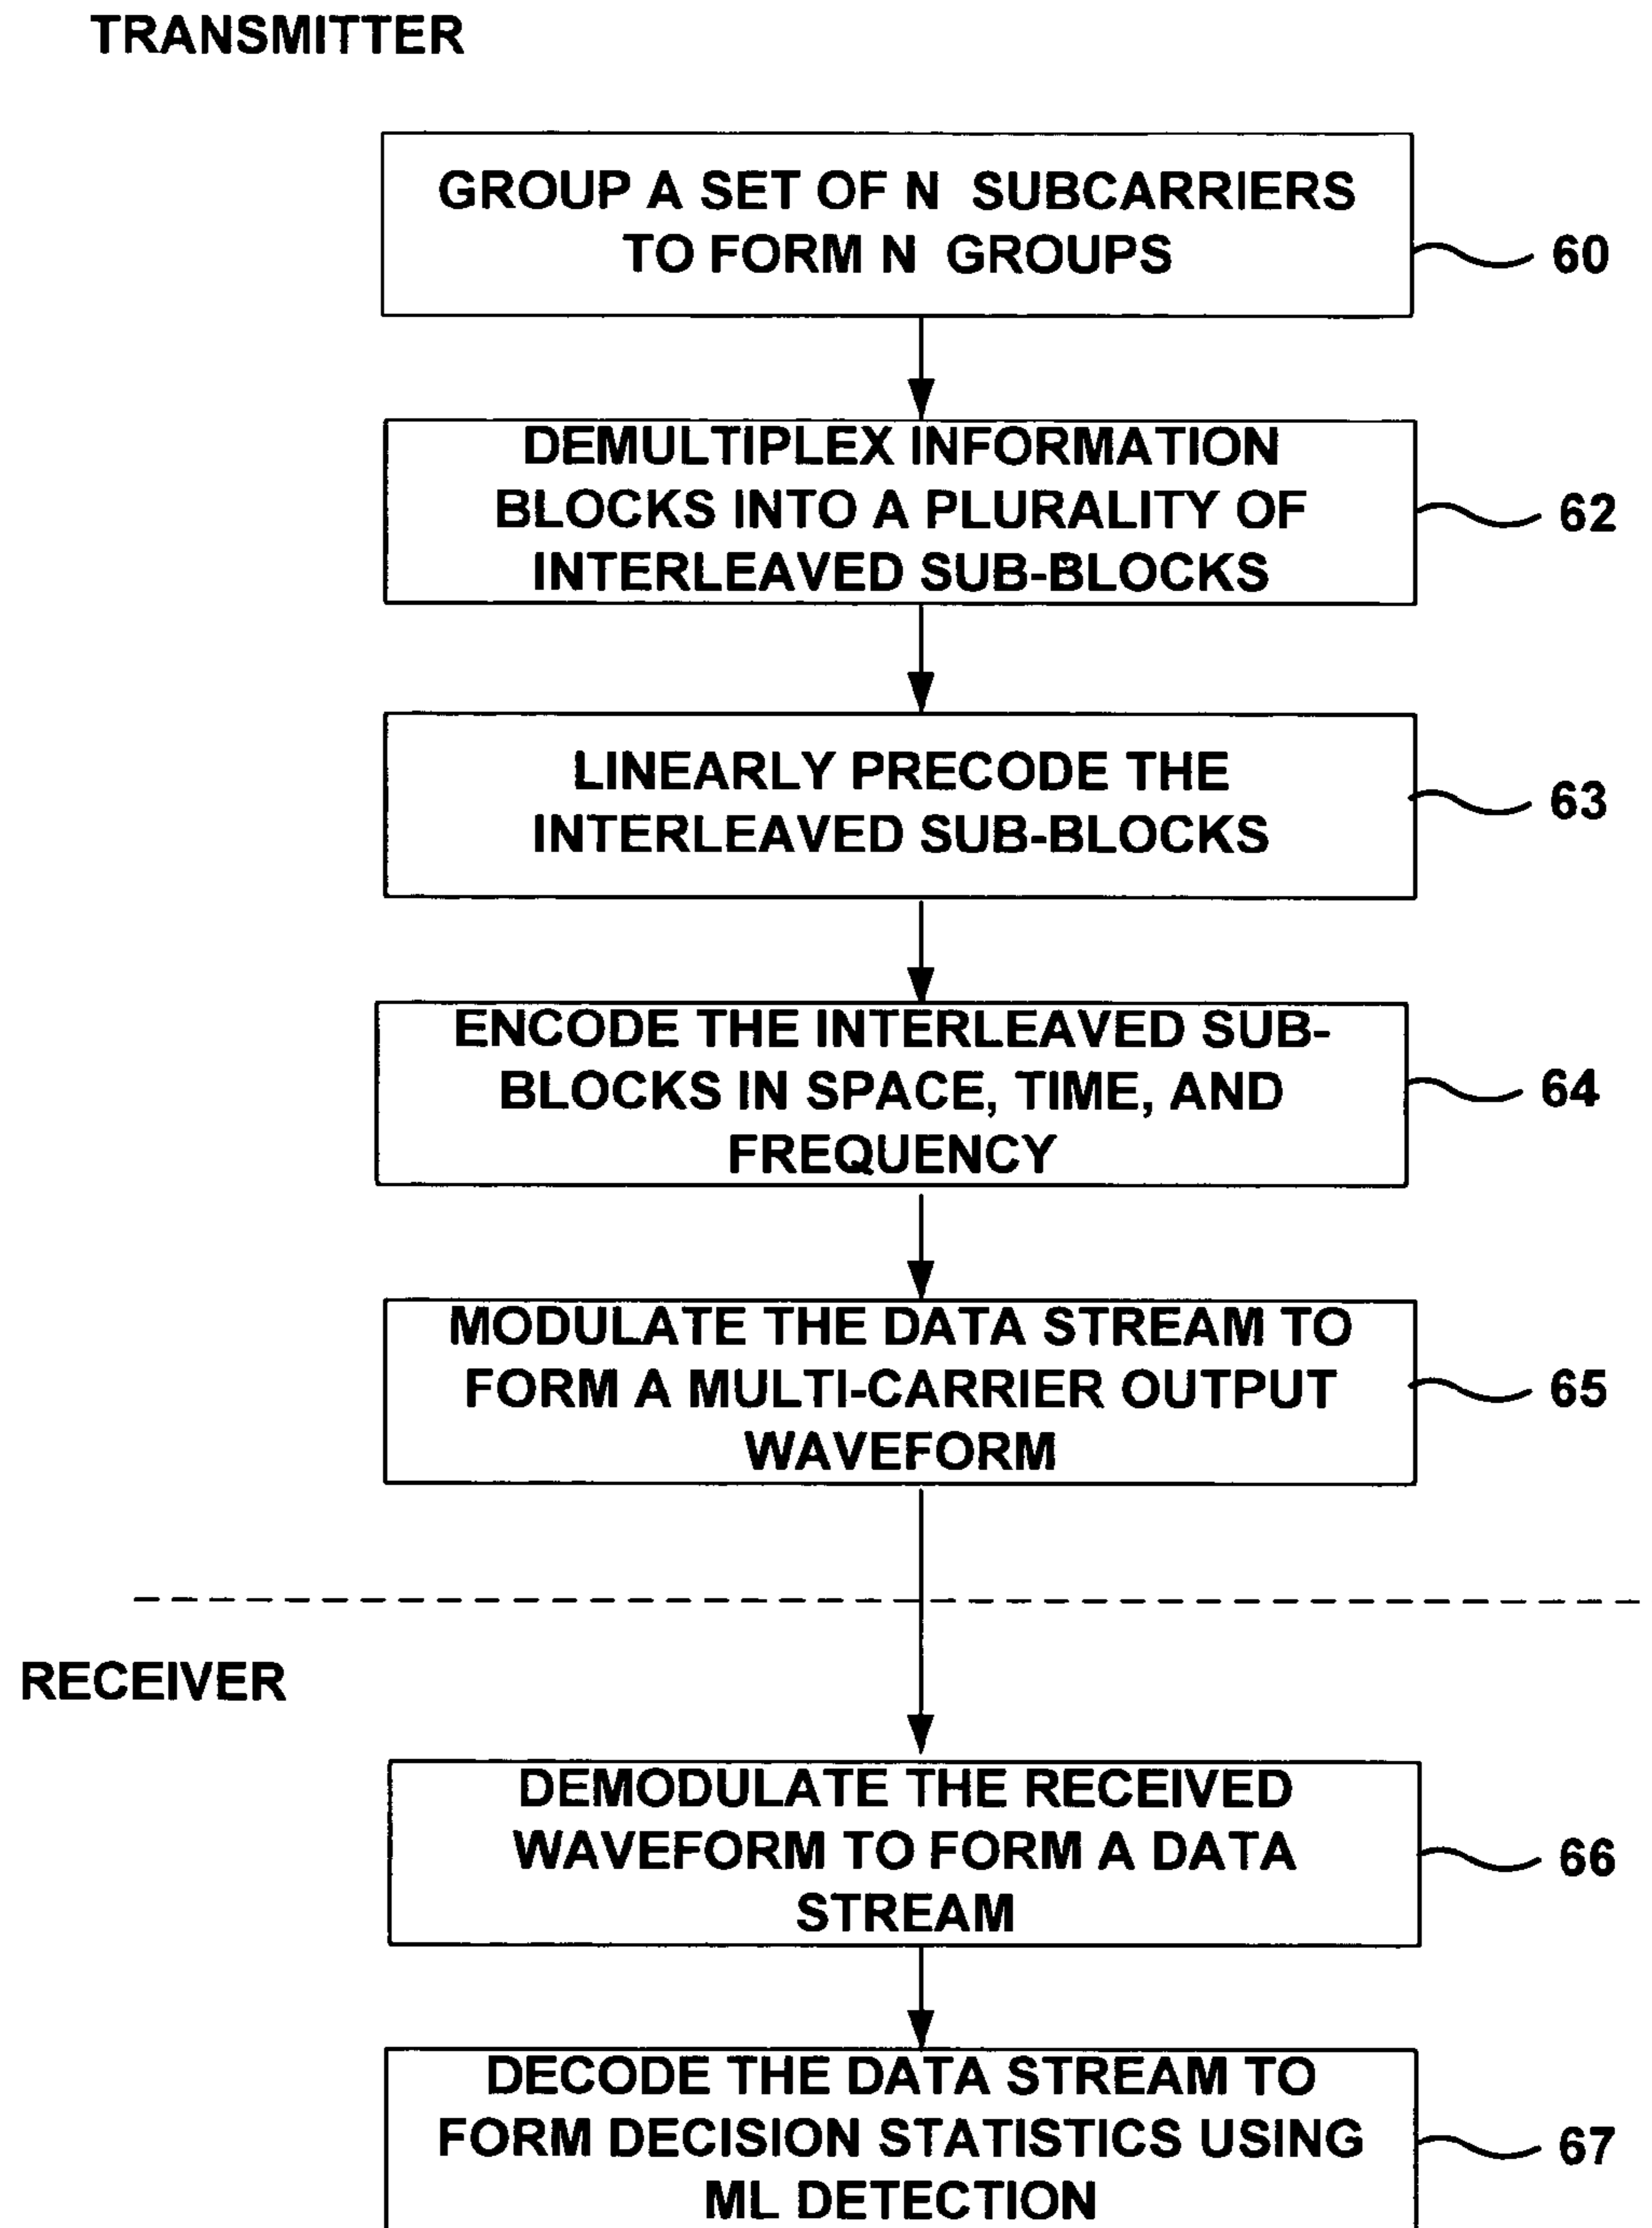 TRANSMITTER
GROUP A SET OF N SUBCARRIERS
TO FORM N GROUPS
60
DEMULTIPLEX INFORMATION
BLOCKS INTO A PLURALITY OF
INTERLEAVED SUB-BLOCKS
62
LINEARLY PRECODE THE
INTERLEAVED SUB-BLOCKS
63
ENCODE THE INTERLEAVED SUB-
BLOCKS IN SPACE, TIME, AND
FREQUENCY
64
MODULATE THE DATA STREAM TO
FORM A MULTI-CARRIER OUTPUT
WAVEFORM
65
RECEIVER
DEMODULATE THE RECEIVED
WAVEFORM TO FORM A DATA
STREAM
66
DECODE THE DATA STREAM TO
FORM DECISION STATISTICS USING
ML DETECTION
67